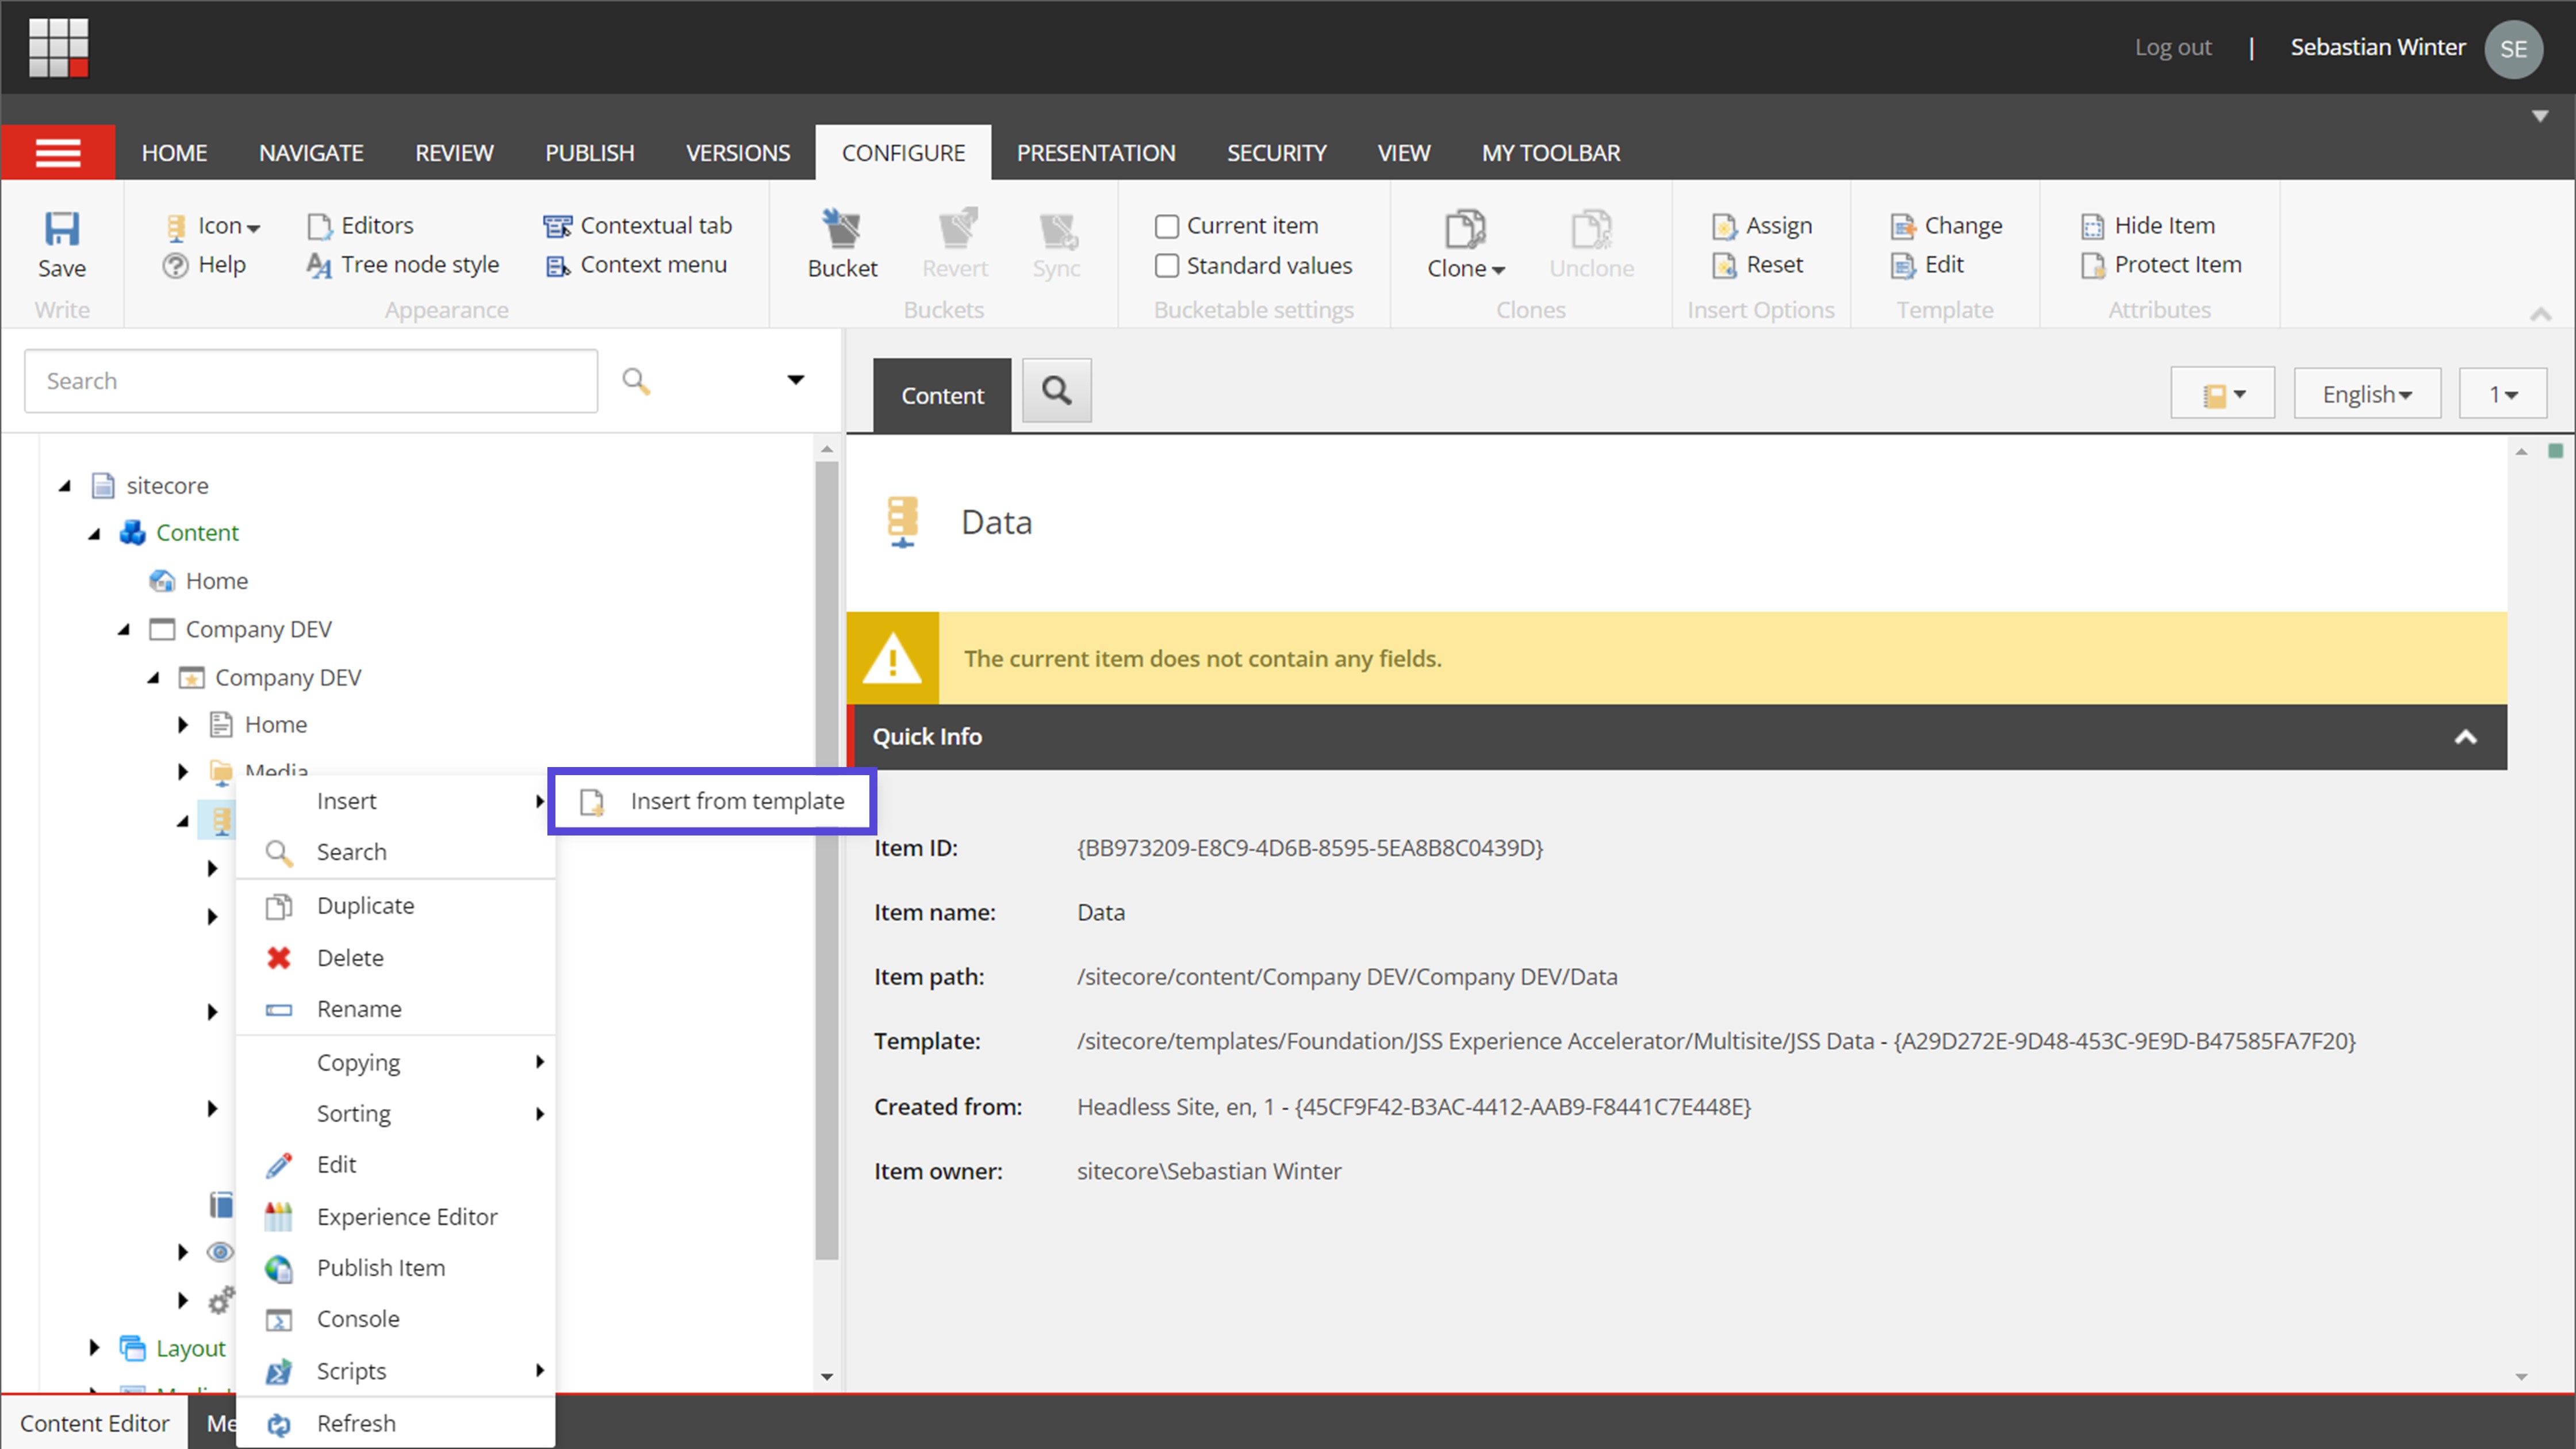 Log out | Sebastian Winter SE
HOME NAVIGATE REVIEW PUBLISH VERSIONS CONFIGURE PRESENTATION SECURITY VIEW MY TOOLBAR
Icon Editors Contextual tab Current item Assign Change Hide Item
Help Tree node style Context menu Standard values Reset Edit Protect Item
Save Bucket Revert Sync Clone Unclone
Write Appearance Buckets Bucketable settings Clones Insert Options Template Attributes
Search
Content
English 1
sitecore
Content
Home
Company DEV
Company DEV
Home
Media
Insert
Insert from template
Search
Duplicate
Delete
Rename
Copying
Sorting
Edit
Experience Editor
Publish Item
Console
Scripts
Refresh
Layout
Content Editor Me
Data
The current item does not contain any fields.
Quick Info
Item ID: {BB973209-E8C9-4D6B-8595-5EA8B8C0439D}
Item name: Data
Item path: /sitecore/content/Company DEV/Company DEV/Data
Template: /sitecore/templates/Foundation/JSS Experience Accelerator/Multisite/JSS Data - {A29D272E-9D48-453C-9E9D-B47585FA7F20}
Created from: Headless Site, en, 1 - {45CF9F42-B3AC-4412-AAB9-F8441C7E448E}
Item owner: sitecore\Sebastian Winter